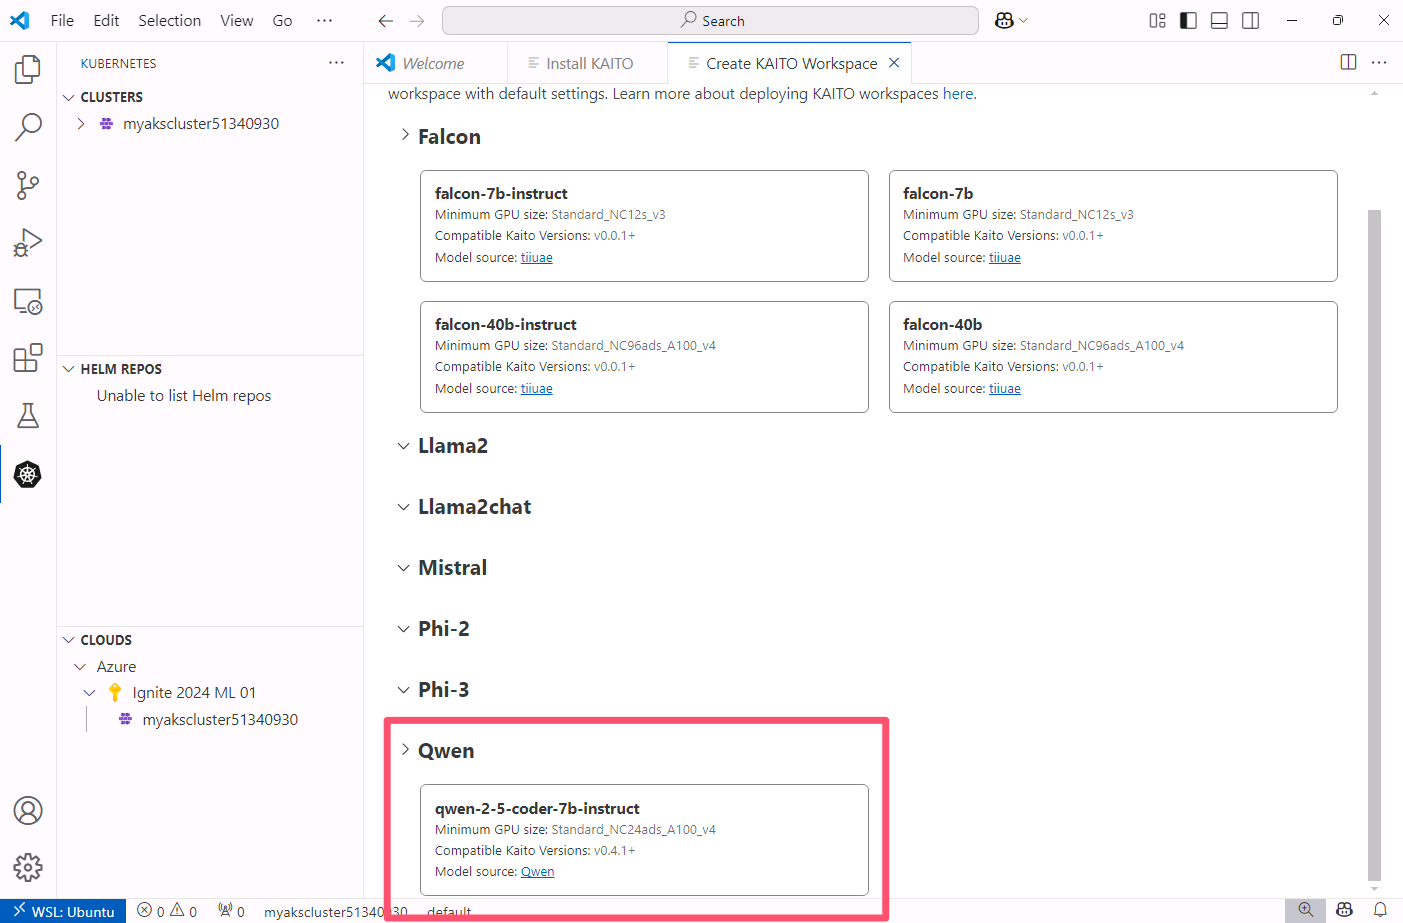 File Edit Selection View Go ···
Search
KUBERNETES
CLUSTERS
myakscluster51340930
HELM REPOS
Unable to list Helm repos
CLOUDS
Azure
Ignite 2024 ML 01
myakscluster51340930
Welcome
Install KAITO
Create KAITO Workspace
workspace with default settings. Learn more about deploying KAITO workspaces here.
Falcon
falcon-7b-instruct
Minimum GPU size: Standard_NC12s_v3
Compatible Kaito Versions: v0.0.1+
Model source: tiiuae
falcon-7b
Minimum GPU size: Standard_NC12s_v3
Compatible Kaito Versions: v0.0.1+
Model source: tiiuae
falcon-40b-instruct
Minimum GPU size: Standard_NC96ads_A100_v4
Compatible Kaito Versions: v0.0.1+
Model source: tiiuae
falcon-40b
Minimum GPU size: Standard_NC96ads_A100_v4
Compatible Kaito Versions: v0.0.1+
Model source: tiiuae
Llama2
Llama2chat
Mistral
Phi-2
Phi-3
Qwen
qwen-2-5-coder-7b-instruct
Minimum GPU size: Standard_NC24ads_A100_v4
Compatible Kaito Versions: v0.4.1+
Model source: Qwen
WSL: Ubuntu 0 0 0 myakscluster51340930 default